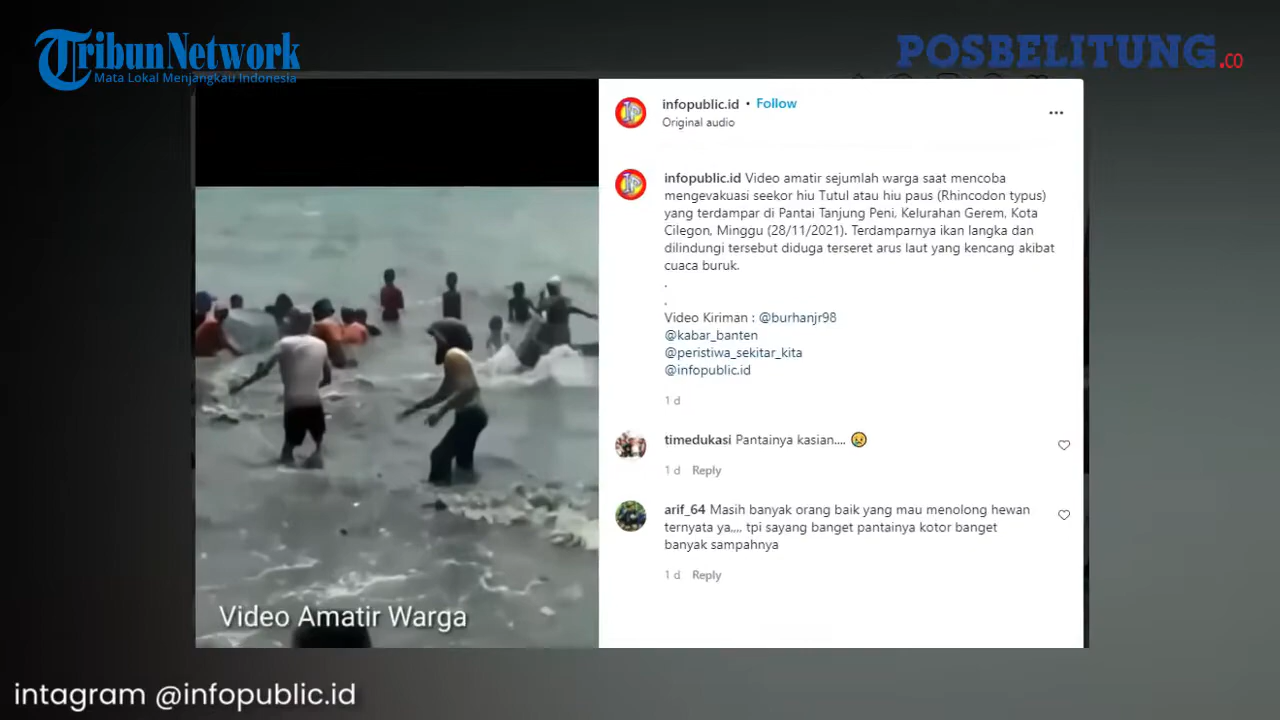 TribunNetwork
Mata Lokal Menjangkau Indonesia
POSBELITUNG.CO
infopublic.id • Follow
Original audio
infopublic.id Video amatir sejumlah warga saat mencoba
mengevakuasi seekor hiu Tutul atau hiu paus (Rhincodon typus)
yang terdampar di Pantai Tanjung Peni, Kelurahan Gerem, Kota
Cilegon, Minggu (28/11/2021). Terdamparnya ikan langka dan
dilindungi tersebut diduga terseret arus laut yang kencang akibat
cuaca buruk.
.
.
Video Kiriman : @burhanjr98
@kabar_banten
@peristiwa_sekitar_kita
@infopublic.id
1 d
timedukasi Pantainya kasian.... 😢
1 d Reply
arif_64 Masih banyak orang baik yang mau menolong hewan
ternyata ya,... tpi sayang banget pantainya kotor banget
banyak sampahnya
1 d Reply
Video Amatir Warga
intagram @infopublic.id